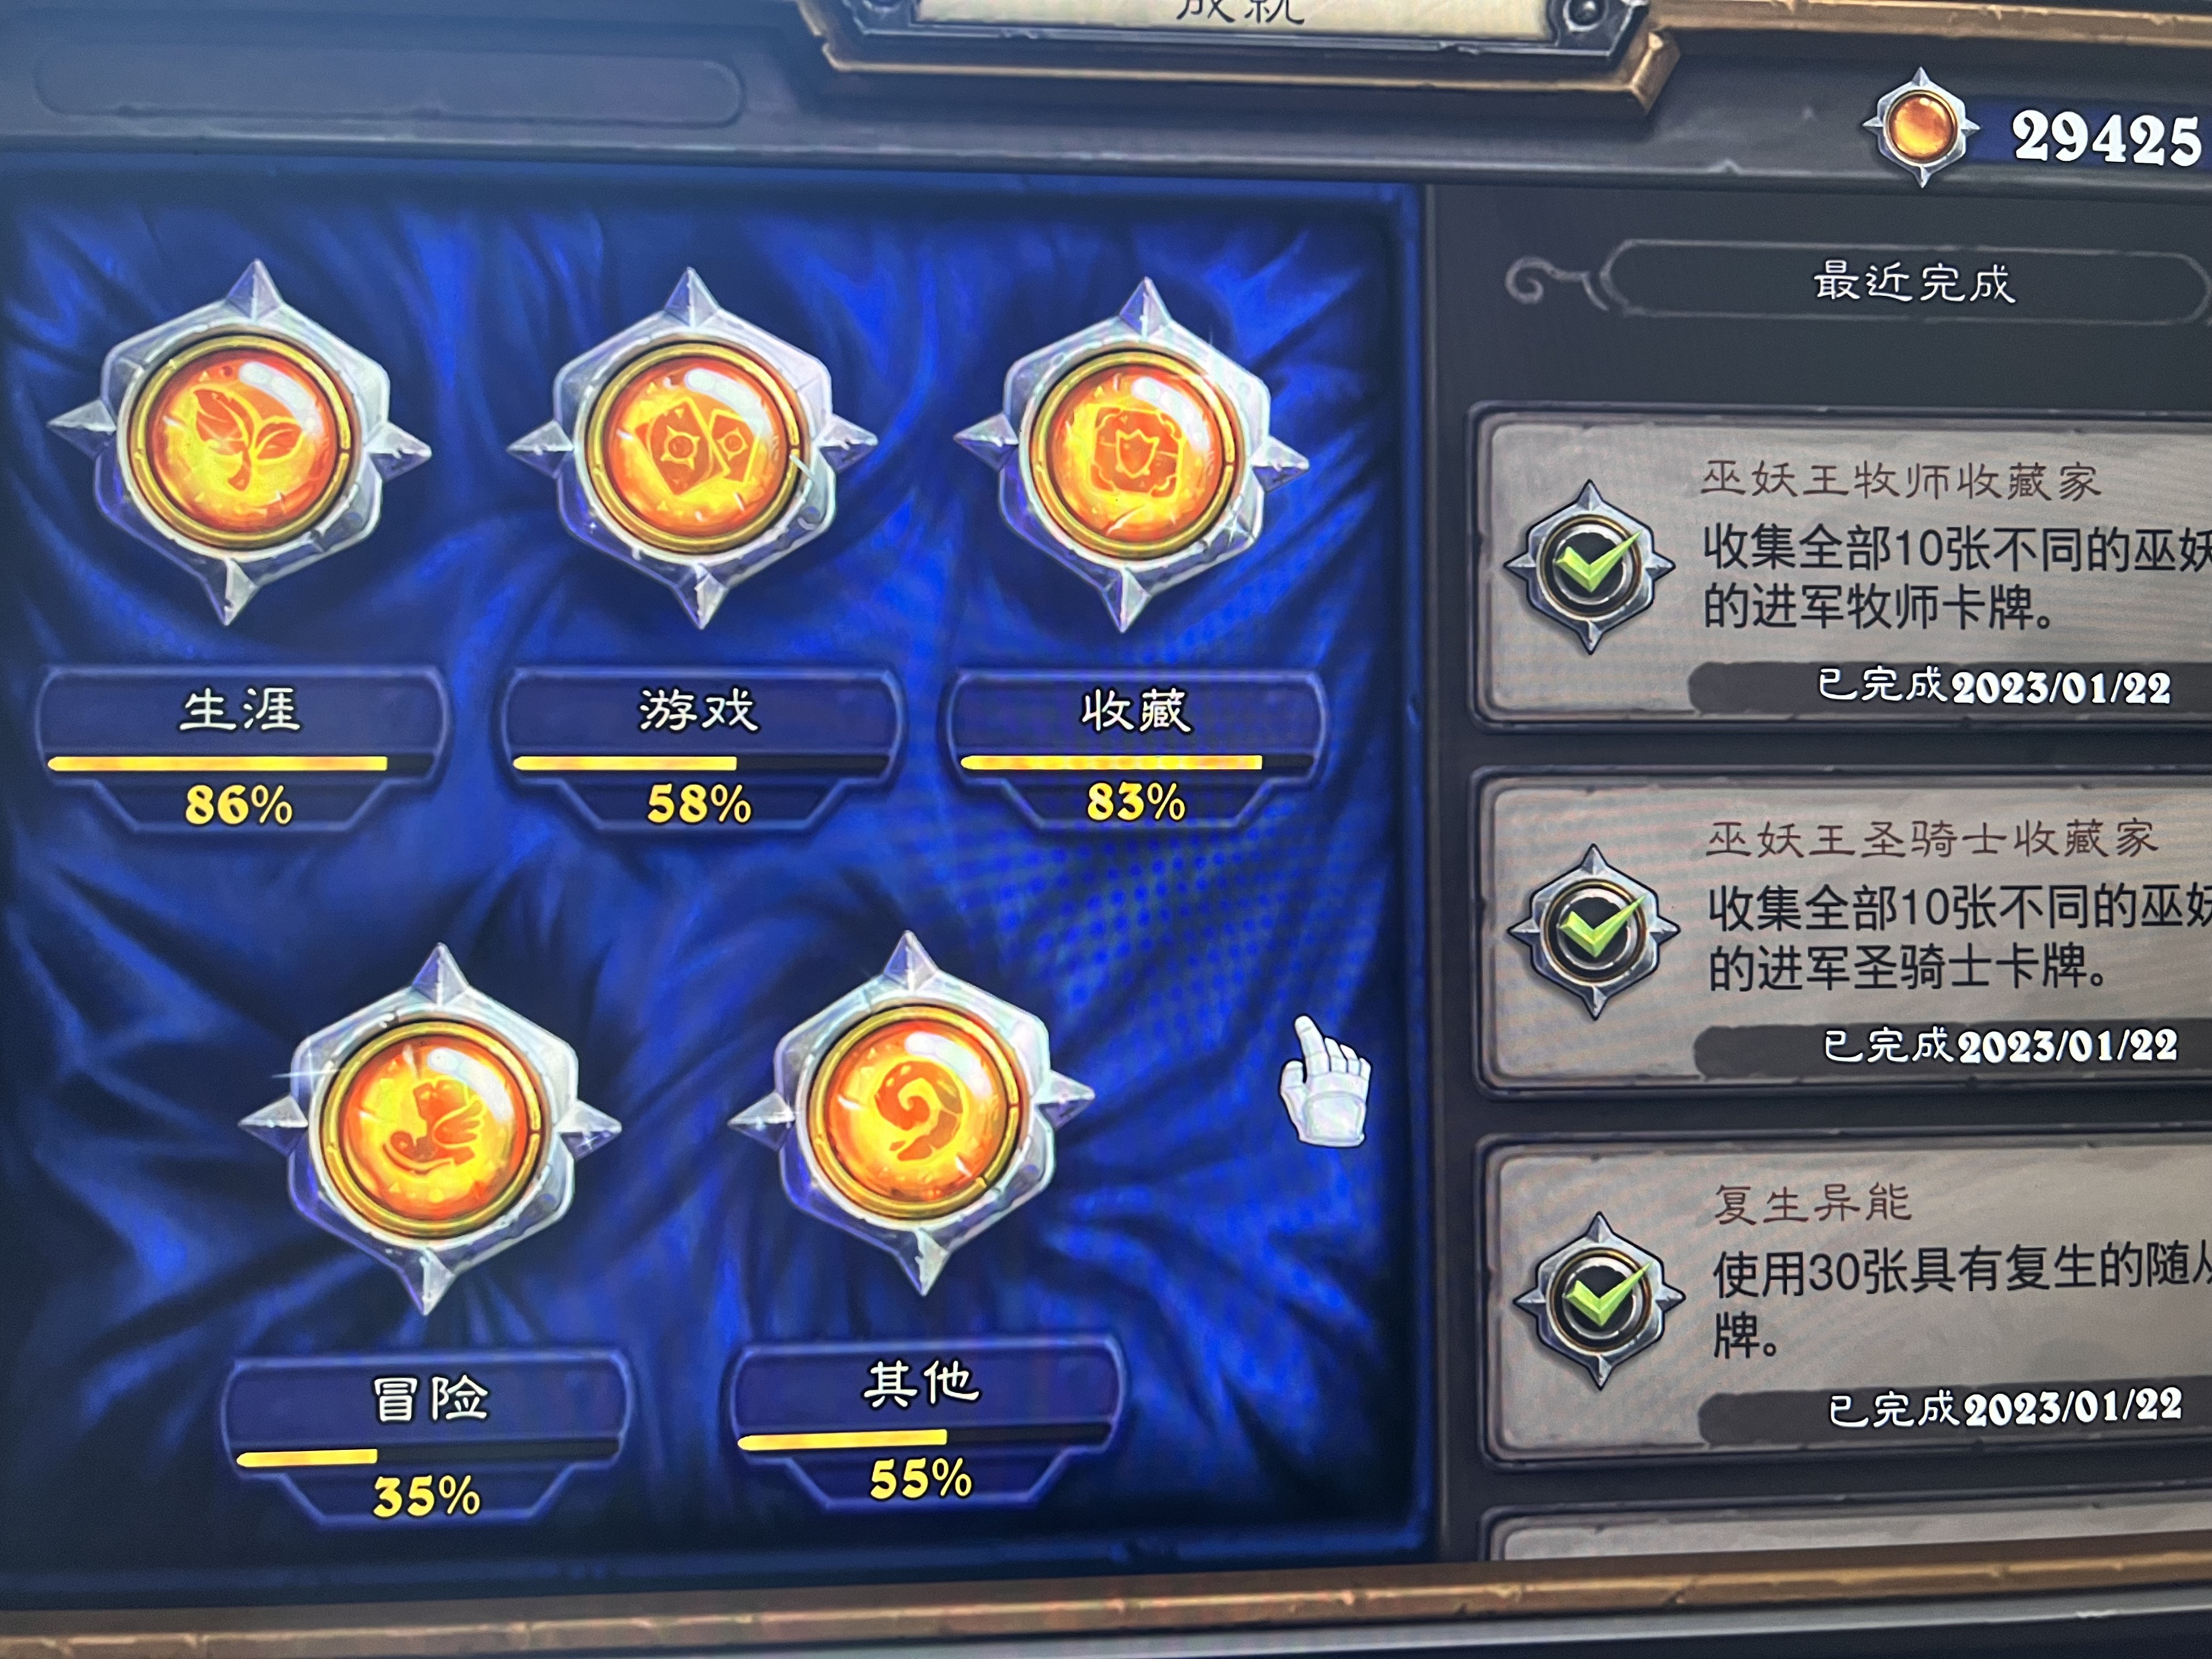 成就
29425
生涯
86%
游戏
58%
收藏
83%
冒险
35%
其他
55%
最近完成
巫妖王牧师收藏家
收集全部10张不同的巫妖
的进军牧师卡牌。
已完成2023/01/22
巫妖王圣骑士收藏家
收集全部10张不同的巫妖
的进军圣骑士卡牌。
已完成2023/01/22
复生异能
使用30张具有复生的随从
牌。
已完成2023/01/22